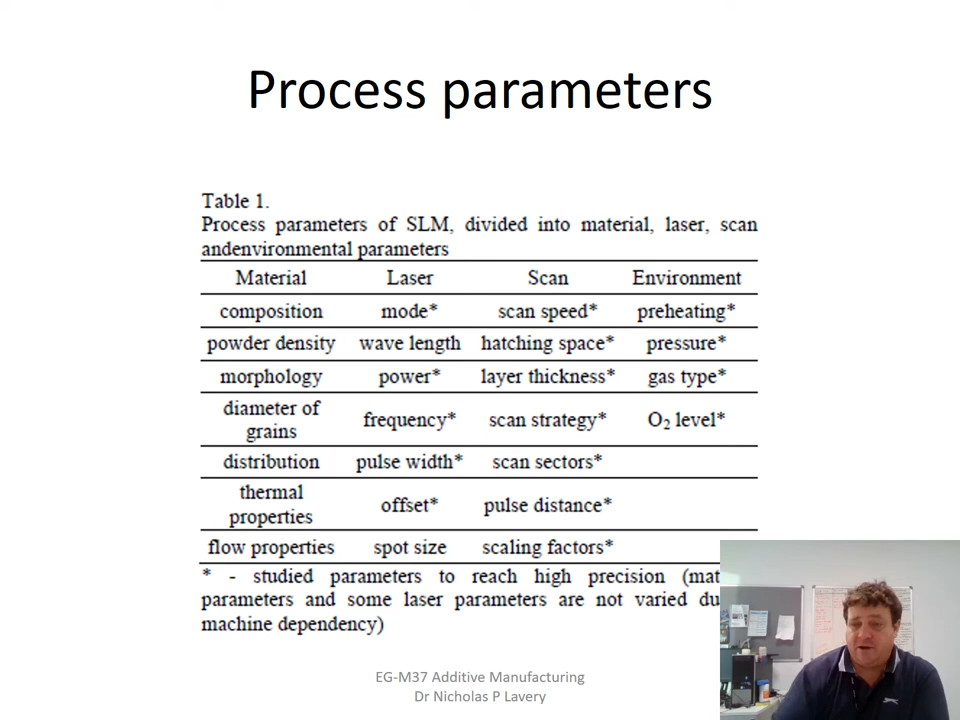 Process parameters
Table 1.
Process parameters of SLM, divided into material, laser, scan
andenvironmental parameters
Material Laser Scan Environment
composition mode* scan speed* preheating*
powder density wave length hatching space* pressure*
morphology power* layer thickness* gas type*
diameter of
grains frequency* scan strategy* O₂ level*
distribution pulse width* scan sectors*
thermal
properties offset* pulse distance*
flow properties spot size scaling factors*
* - studied parameters to reach high precision (mat
parameters and some laser parameters are not varied du
machine dependency)
EG-M37 Additive Manufacturing
Dr Nicholas P Lavery